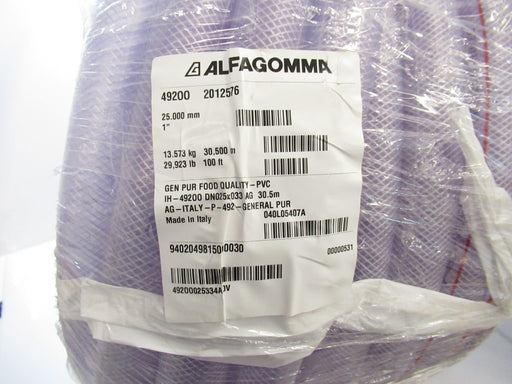 ALFAGOMMA
49200 2012576
25.000 mm
1"
13.573 kg 30,500 m
29,923 lb 100 ft
GEN PUR FOOD QUALITY-PVC
IH-49200 DN025x033 AG 30.5m
AG-ITALY-P-492-GENERAL PUR
Made in Italy 040L05407A
00000531